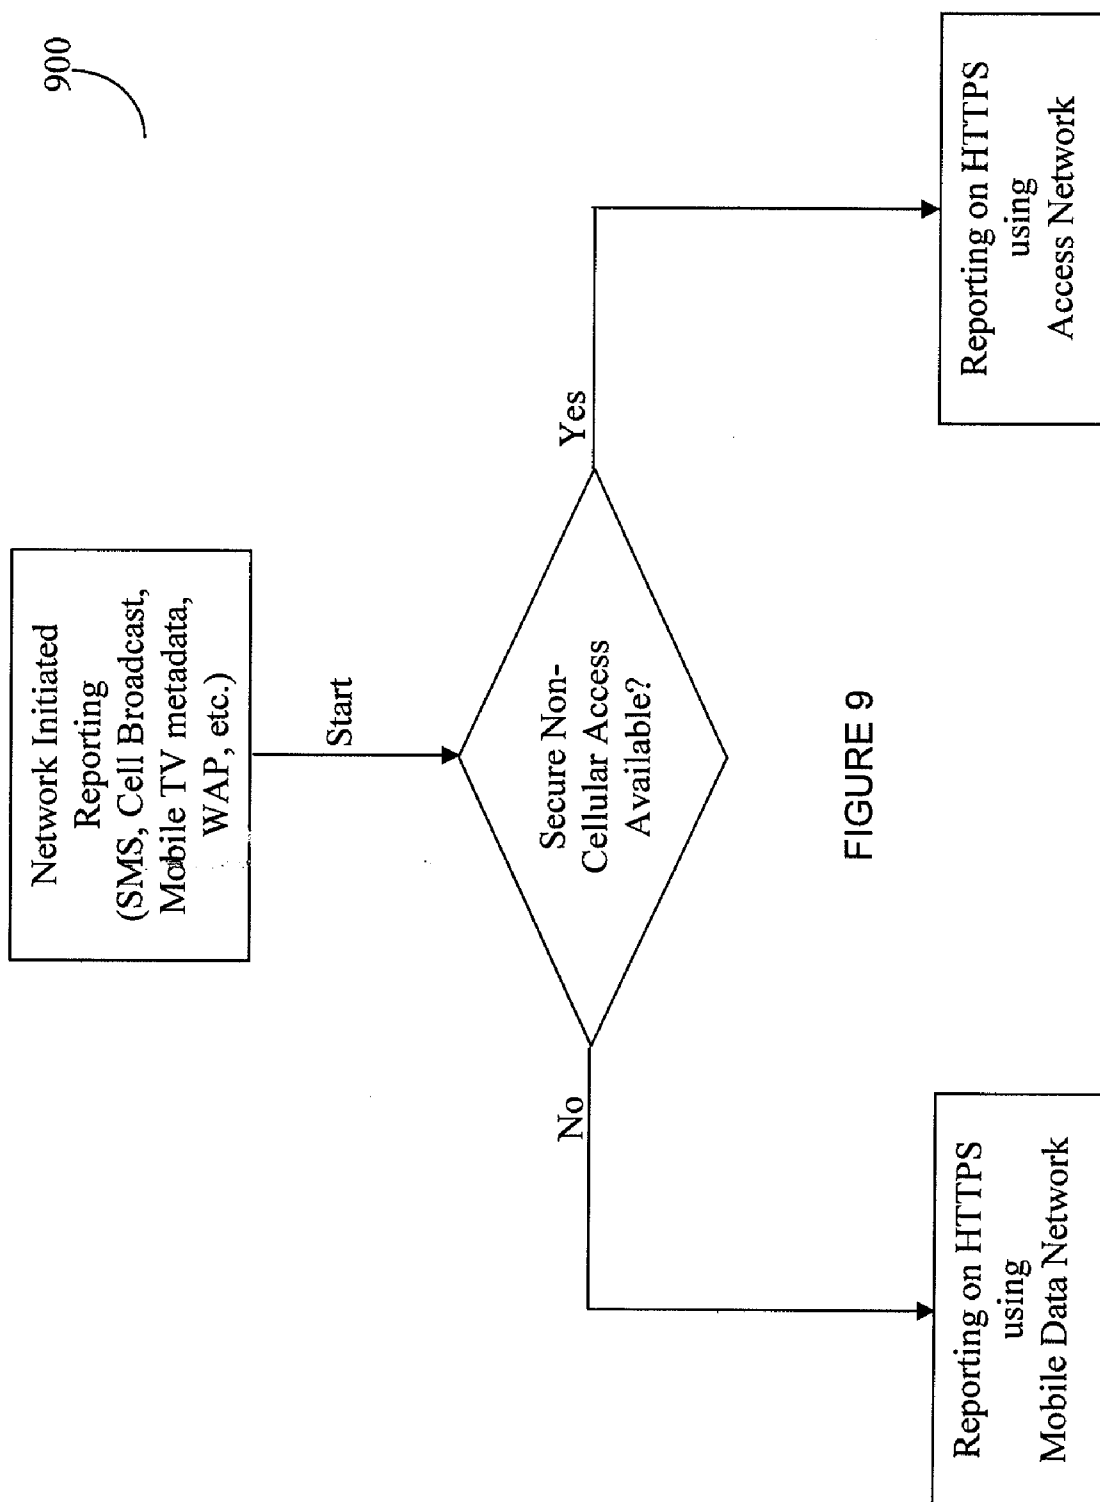 900
Network Initiated
Reporting
(SMS, Cell Broadcast,
Mobile TV metadata,
WAP, etc.)
Start
Secure Non-
Cellular Access
Available?
No
Yes
Reporting on HTTPS
using
Mobile Data Network
Reporting on HTTPS
using
Access Network
FIGURE 9